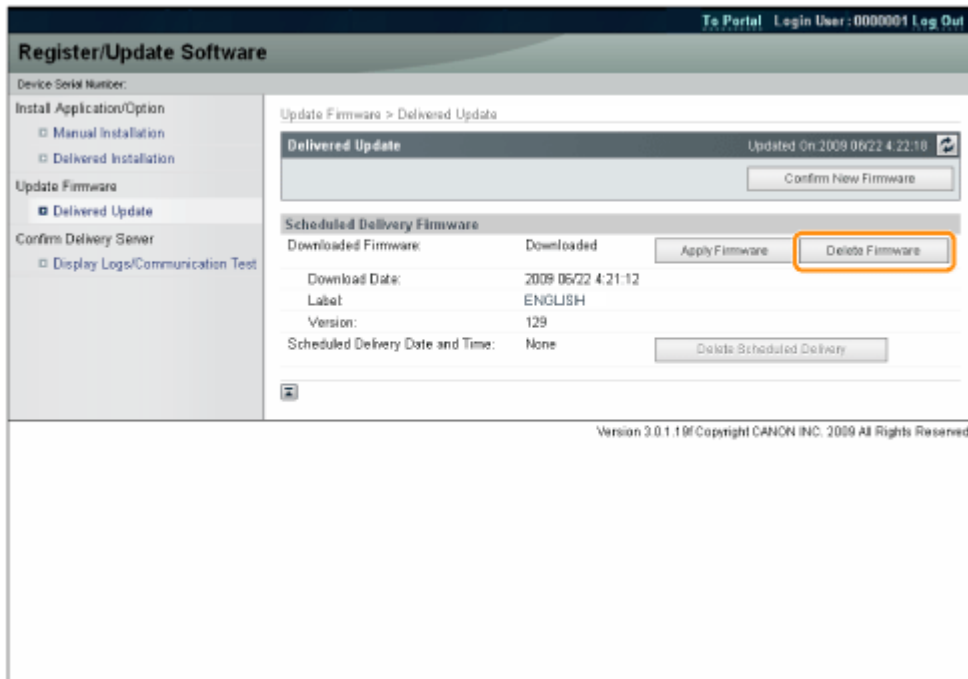 To Portal Login User : 0000001 Log Out
Register/Update Software
Device Serial Number:
Install Application/Option
Manual Installation
Delivered Installation
Update Firmware
Delivered Update
Confirm Delivery Server
Display Logs/Communication Test
Update Firmware > Delivered Update
Delivered Update Updated On:2009 06/22 4:22:18
Confirm New Firmware
Scheduled Delivery Firmware
Downloaded Firmware: Downloaded Apply Firmware Delete Firmware
Download Date: 2009 06/22 4:21:12
Label: ENGLISH
Version: 129
Scheduled Delivery Date and Time: None Delete Scheduled Delivery
Version 3.0.1.19f Copyright CANON INC. 2009 All Rights Reserved